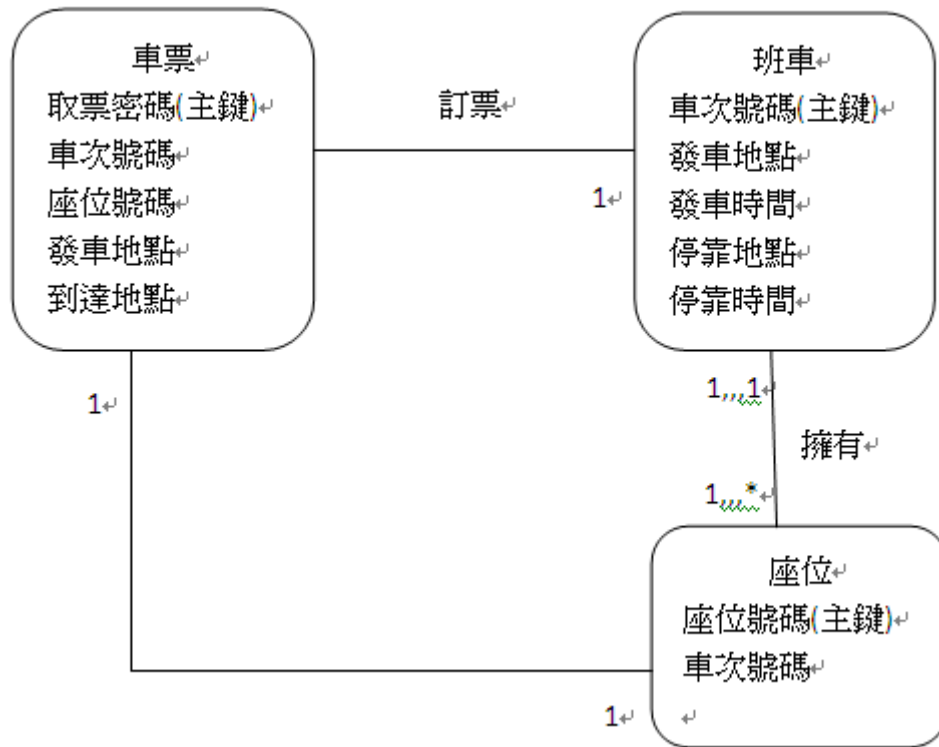 車票
取票密碼(主鍵)
車次號碼
座位號碼
發車地點
到達地點
訂票
1
班車
車次號碼(主鍵)
發車地點
發車時間
停靠地點
停靠時間
1
1,,,1
擁有
1,,,*
座位
座位號碼(主鍵)
車次號碼
1